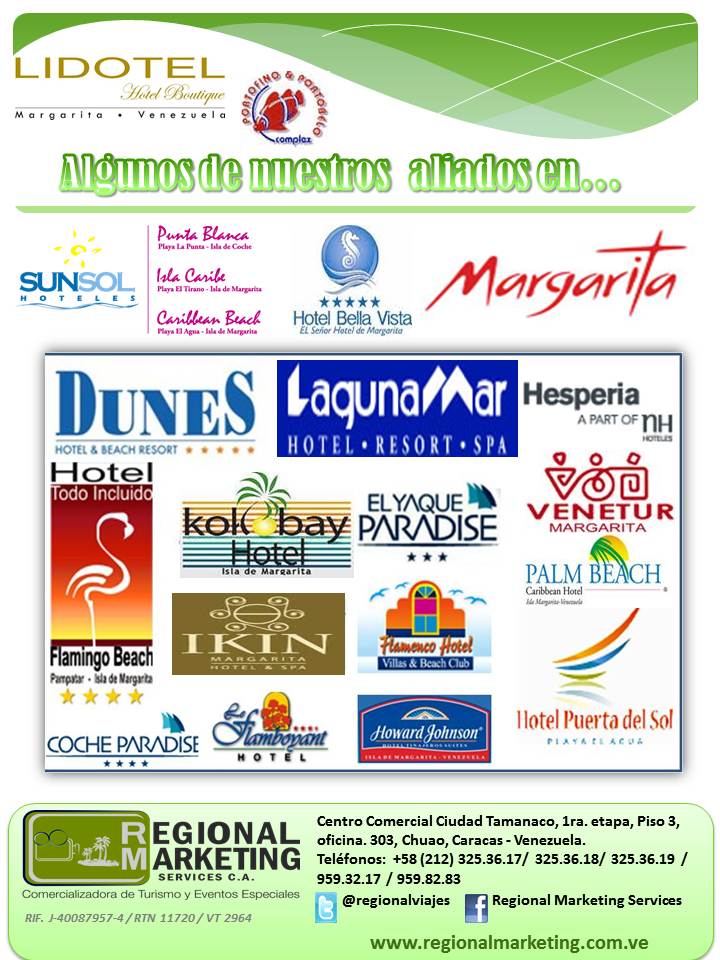 LIDOTEL
Hotel Boutique
Margarita • Venezuela
PORTOFINO & PORTOBELO
complex
Algunos de nuestros aliados en...
SUNSOL
HOTELES
Punta Blanca
Playa La Punta - Isla de Coche
Isla Caribe
Playa El Tirano - Isla de Margarita
Caribbean Beach
Playa El Agua - Isla de Margarita
Hotel Bella Vista
EL Señor Hotel de Margarita
Margarita
DUNES
HOTEL & BEACH RESORT
LagunaMar
HOTEL • RESORT • SPA
Hesperia
A PART OF nH
HOTELES
Hotel
Todo Incluido
Flamingo Beach
Pampatar - Isla de Margarita
kokobay
Hotel
Isla de Margarita
EL YAQUE
PARADISE
VENETUR
MARGARITA
PALM BEACH
Caribbean Hotel
Isla Margarita-Venezuela
IKIN
MARGARITA
HOTEL & SPA
Flamenco Hotel
Villas & Beach Club
Hotel Puerta del Sol
PLAYA EL AGUA
COCHE PARADISE
Le Flamboyant
HOTEL
Howard Johnson
HOTEL TINAJEROS SUITES
ISLA DE MARGARITA - VENEZUELA
REGIONAL
MARKETING
SERVICES C.A.
Comercializadora de Turismo y Eventos Especiales
RIF. J-40087957-4 / RTN 11720 / VT 2964
Centro Comercial Ciudad Tamanaco, 1ra. etapa, Piso 3,
oficina. 303, Chuao, Caracas - Venezuela.
Teléfonos: +58 (212) 325.36.17/ 325.36.18/ 325.36.19 /
959.32.17 / 959.82.83
@regionalviajes
Regional Marketing Services
www.regionalmarketing.com.ve